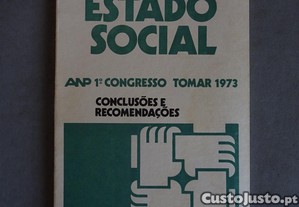 ESTADO
SOCIAL
ANP 1º CONGRESSO TOMAR 1973
CONCLUSÕES E
RECOMENDAÇÕES
CustoJusto.pt